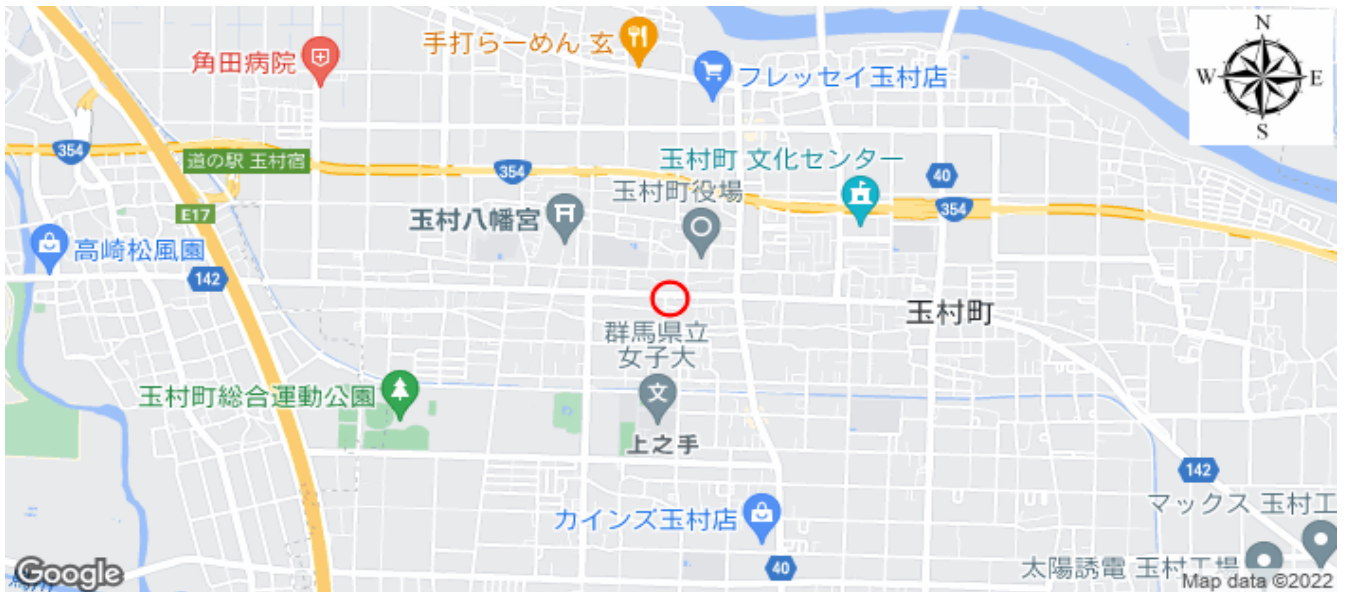 手打らーめん 玄
N
角田病院
フレッセイ玉村店
W
E
S
354
道の駅 玉村宿
354
玉村町 文化センター
40
玉村町役場
E17
玉村八幡宮
354
高崎松風園
142
玉村町
群馬県立
女子大
玉村町総合運動公園
文
上之手
142
マックス 玉村工
カインズ玉村店
太陽誘電 玉村工場
40
Google
Map data ©2022